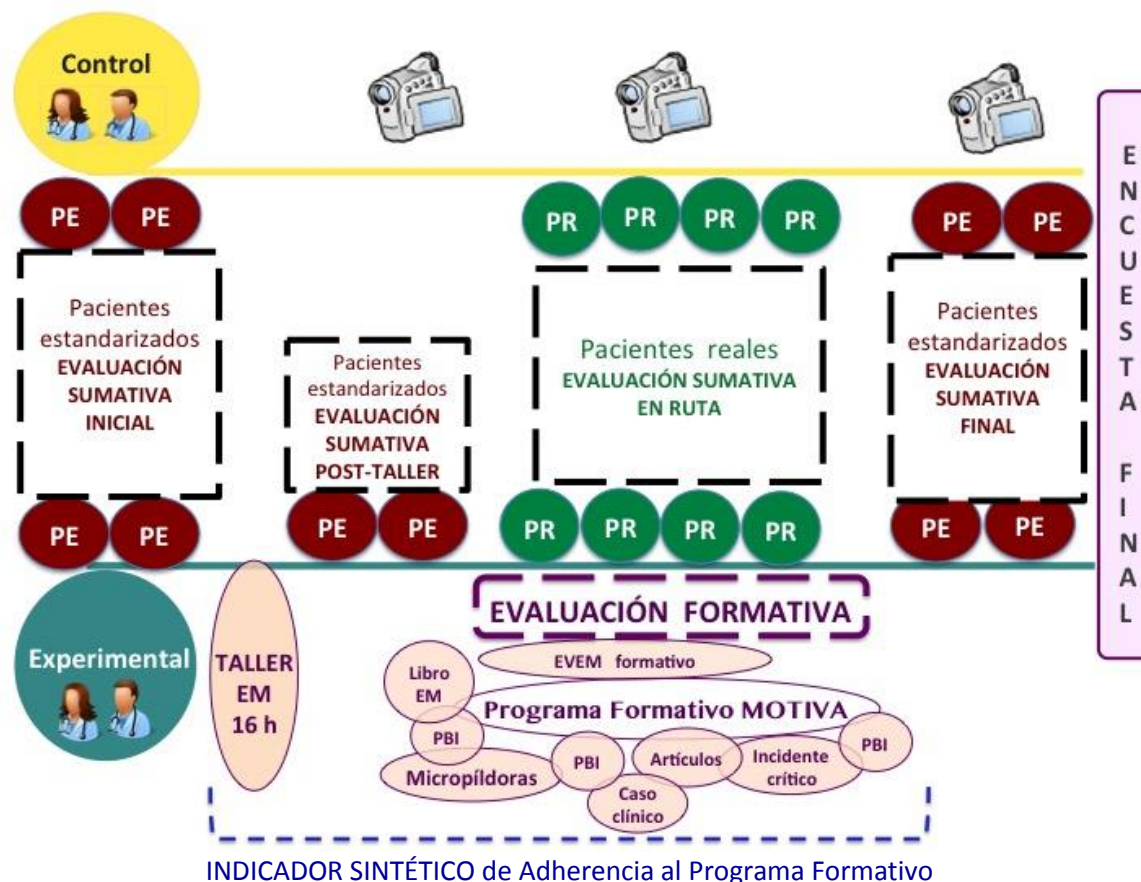 Control
PE
PE
PR
PR
PR
PR
PE
PE
Pacientes
estandarizados
EVALUACIÓN
SUMATIVA
INICIAL
Pacientes
estandarizados
EVALUACIÓN
SUMATIVA
POST-TALLER
Pacientes reales
EVALUACIÓN SUMATIVA
EN RUTA
Pacientes
estandarizados
EVALUACIÓN
SUMATIVA
FINAL
PE
PE
PE
PE
PR
PR
PR
PR
PE
PE
ENCUESTA FINAL
Experimental
TALLER
EM
16 h
EVALUACIÓN FORMATIVA
EVEM formativo
Libro
EM
Programa Formativo MOTIVA
PBI
Micropíldoras
PBI
Artículos
Incidente
crítico
PBI
Caso
clínico
INDICADOR SINTÉTICO de Adherencia al Programa Formativo